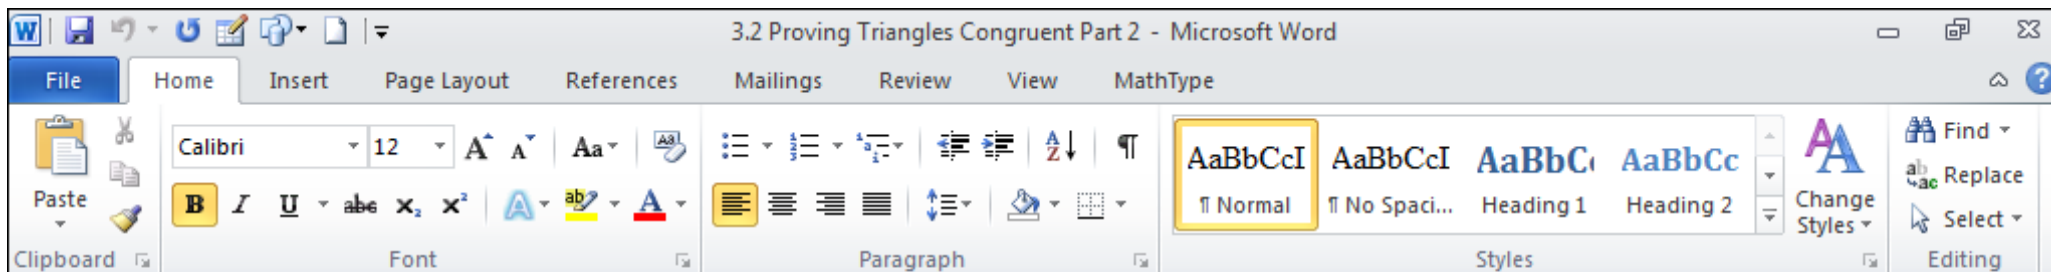 3.2 Proving Triangles Congruent Part 2 - Microsoft Word
File Home Insert Page Layout References Mailings Review View MathType
Calibri 12 A A Aa Aa
AaBbCcI AaBbCcI AaBbC AaBbCc
Find
Paste
B I U abc x₂ x² A ab A
¶ Normal ¶ No Spaci... Heading 1 Heading 2
Change Styles
Replace
Select
Clipboard Font Paragraph Styles Editing